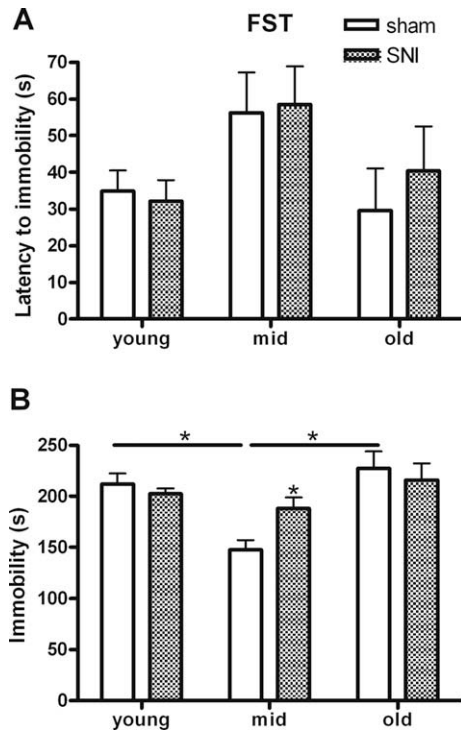 A
FST
sham
SNI
Latency to immobility (s)
70
60
50
40
30
20
10
0
young mid old
B
Immobility (s)
250
200
150
100
50
0
* *
*
young mid old